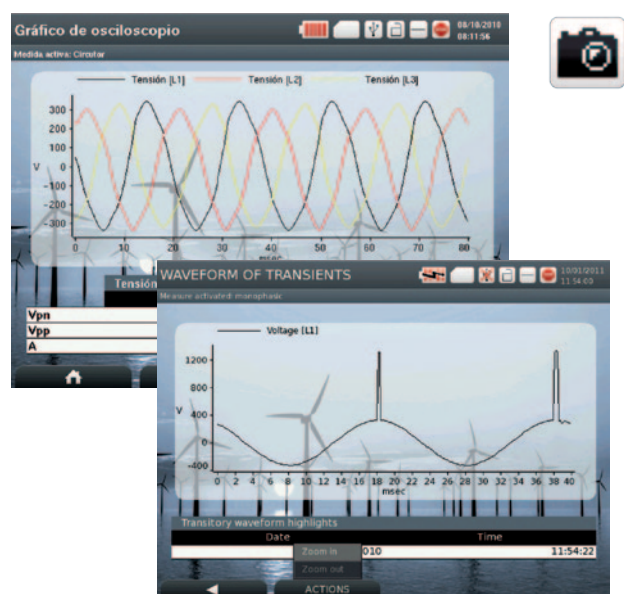 Gráfico de osciloscopio
08/10/2010
08:11:56
Medida activa: Circutor
Tensión [L1] Tensión [L2] Tensión [L3]
300
200
100
V 0
-100
-200
-300
0 10 20 30 40 50 60 70 80
msec
Tensión
Vpn
Vpp
A
WAVEFORM OF TRANSIENTS
10/01/2011
11:54:00
Measure activated: monophasic
Voltage [L1]
1200
800
V 400
0
-400
0 2 4 6 8 10 12 14 16 18 20 22 24 26 28 30 32 34 36 38 40
msec
Transitory waveform highlights
Date Time
010 11:54:22
Zoom in
Zoom out
ACTIONS